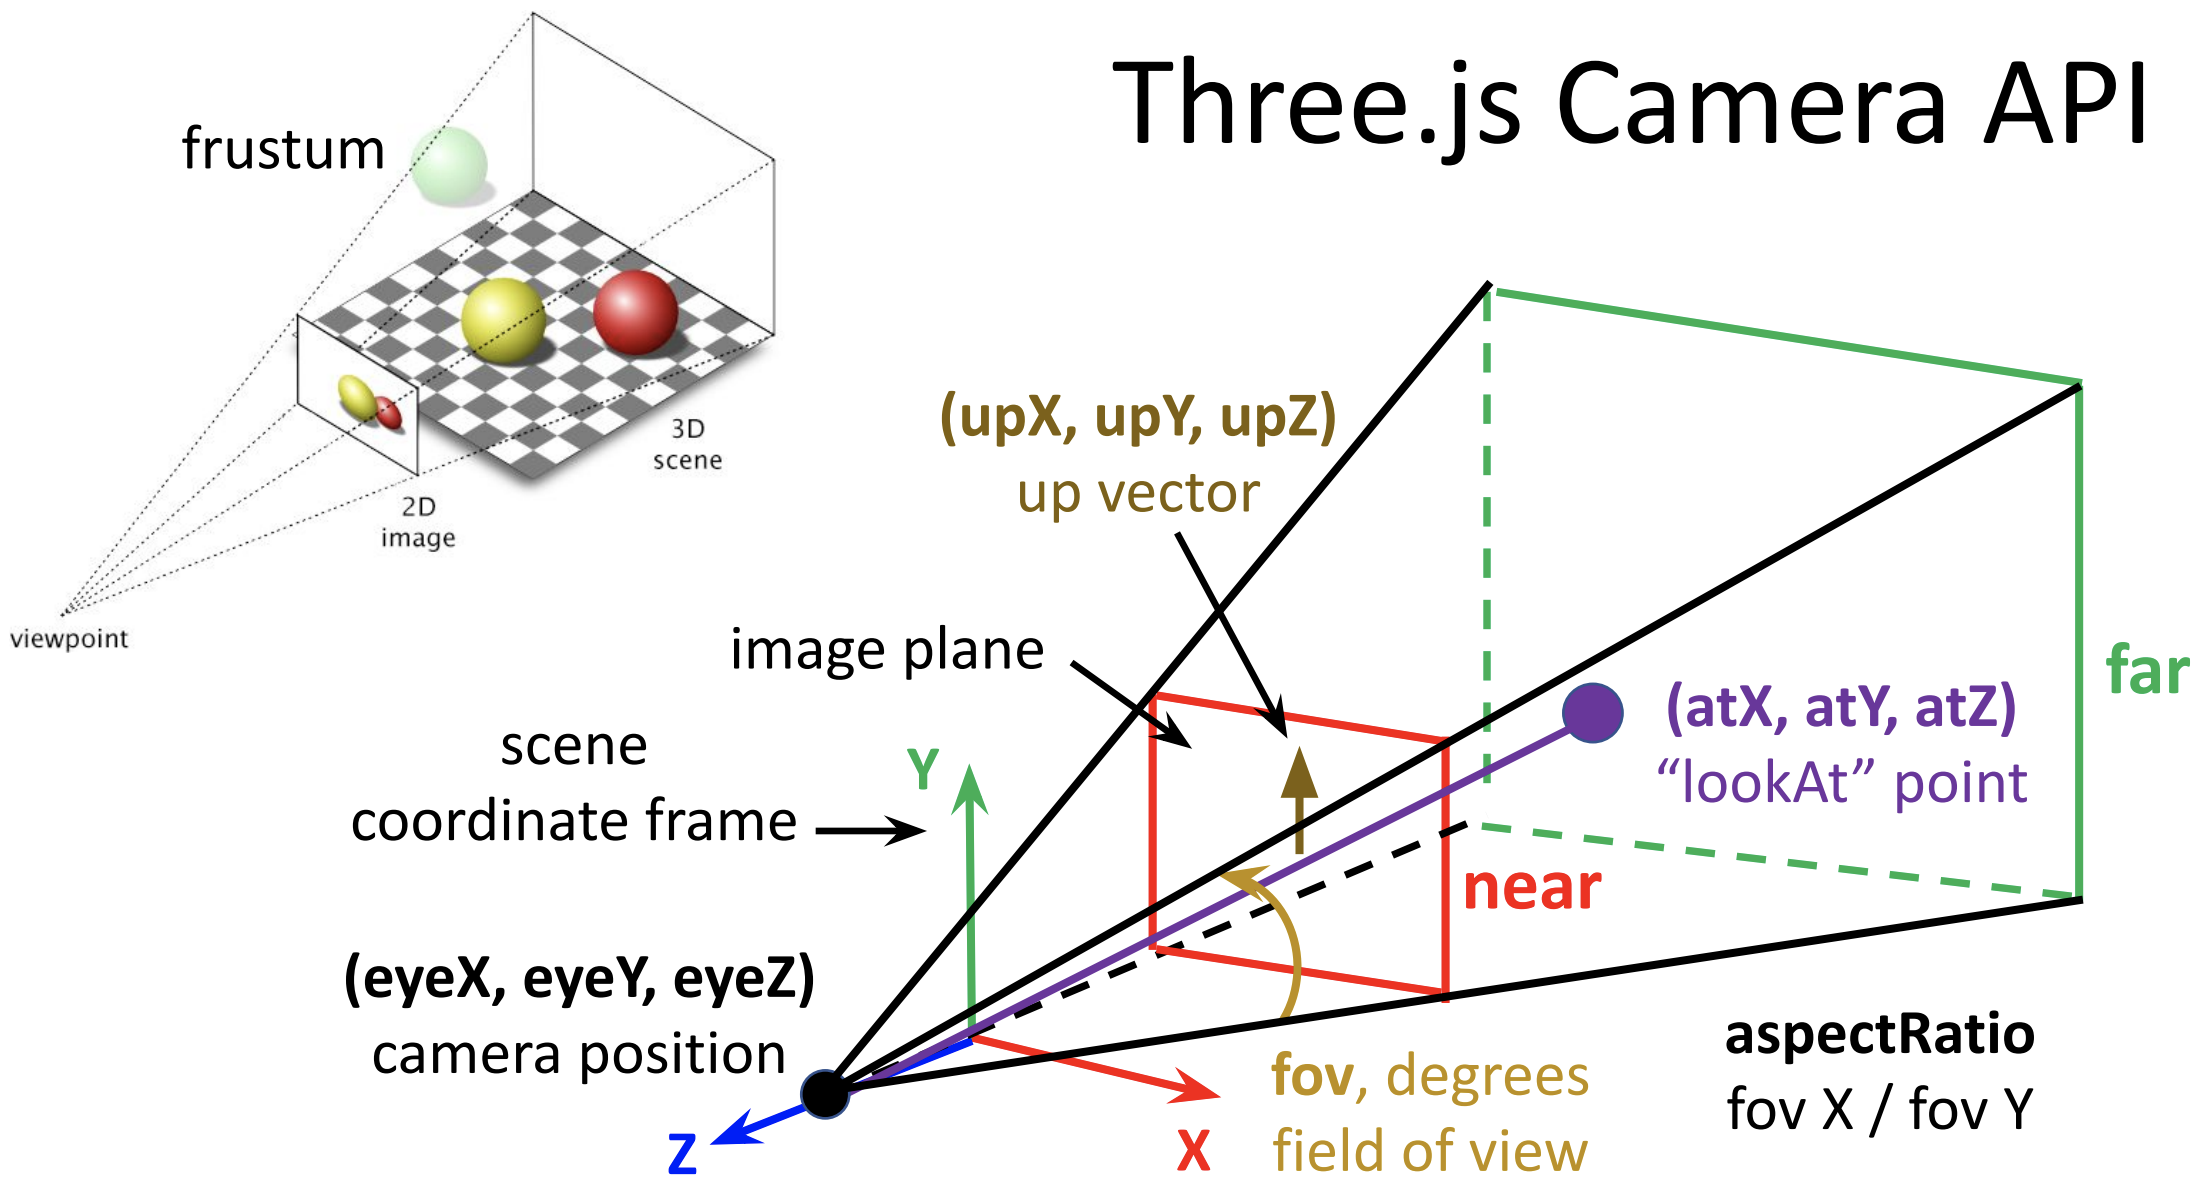 Three.js Camera API
frustum
3D
scene
2D
image
viewpoint
(upX, upY, upZ)
up vector
image plane
scene
coordinate frame
Y
(eyeX, eyeY, eyeZ)
camera position
Z
X
fov, degrees
field of view
near
far
(atX, atY, atZ)
“lookAt” point
aspectRatio
fov X / fov Y